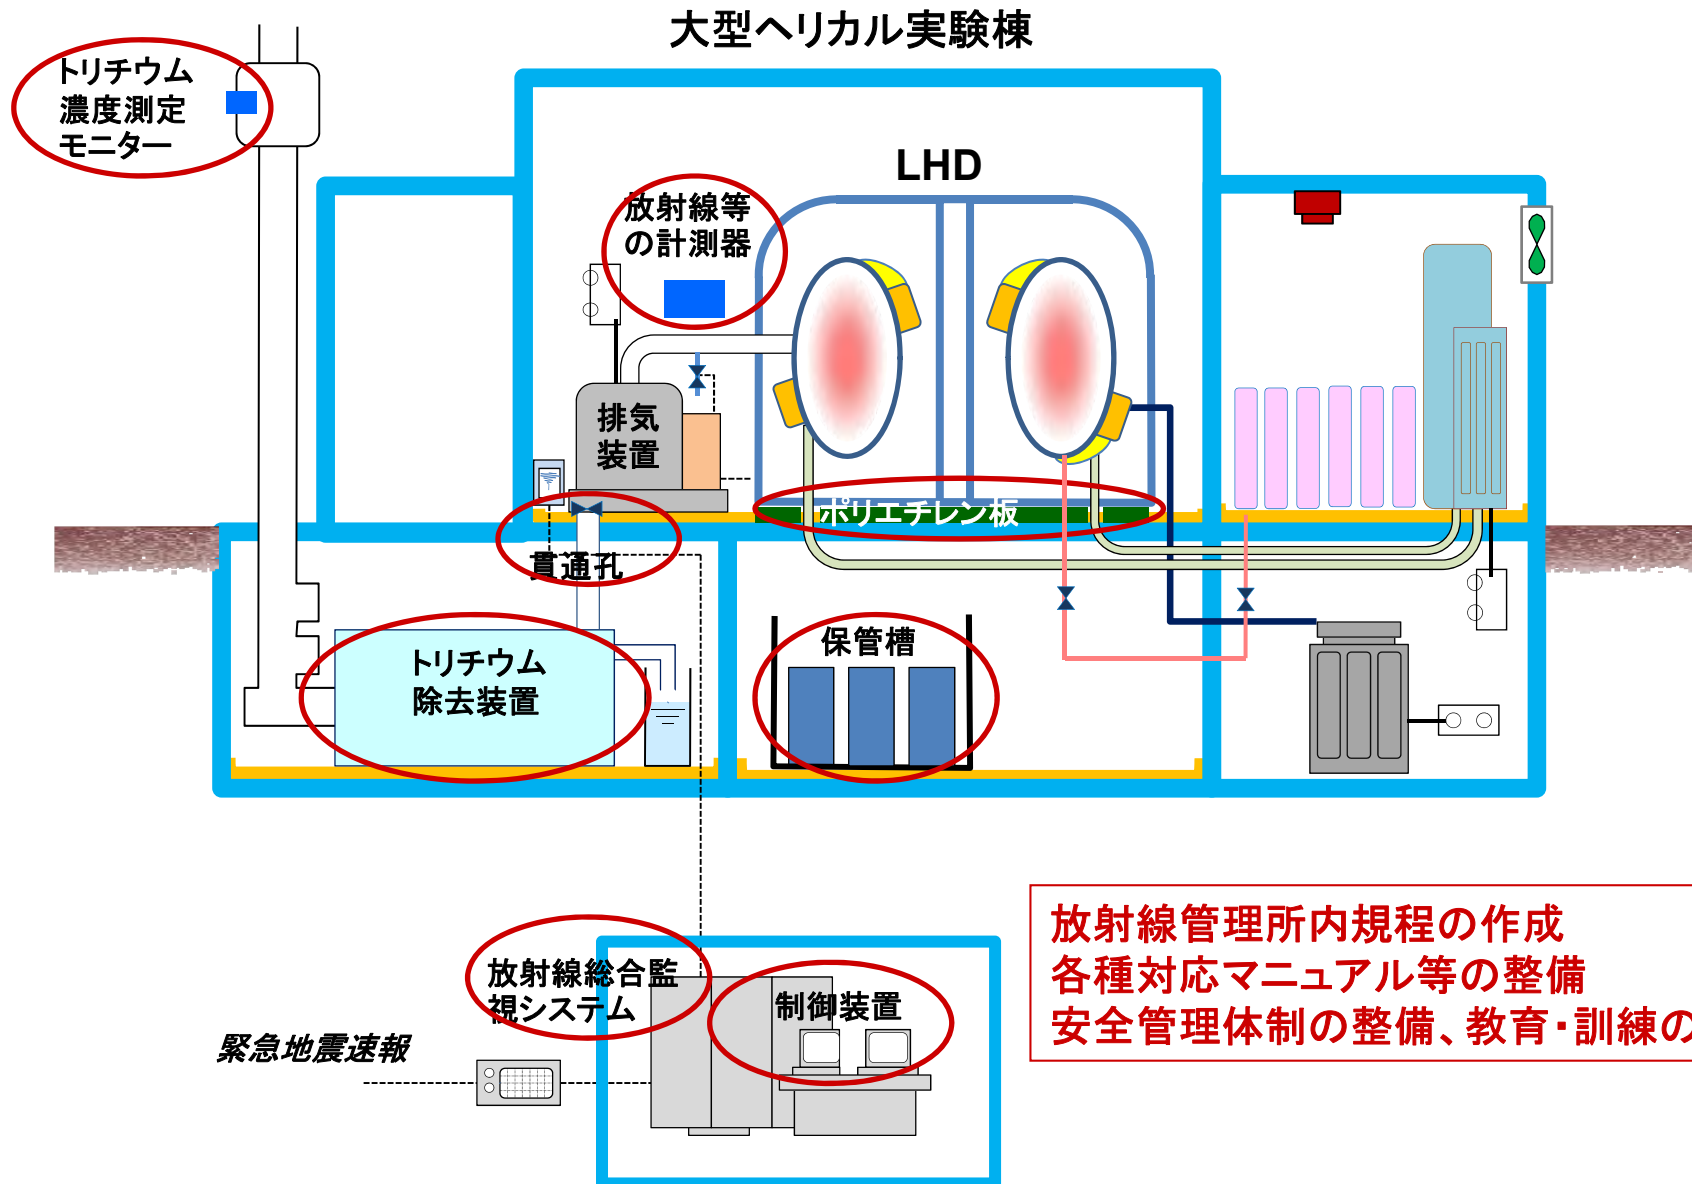 大型ヘリカル実験棟
トリチウム
濃度測定
モニター
LHD
放射線等
の計測器
排気
装置
ポリエチレン板
貫通孔
トリチウム
除去装置
保管槽
放射線総合監
視システム
制御装置
緊急地震速報
放射線管理所内規程の作成
各種対応マニュアル等の整備
安全管理体制の整備、教育・訓練の